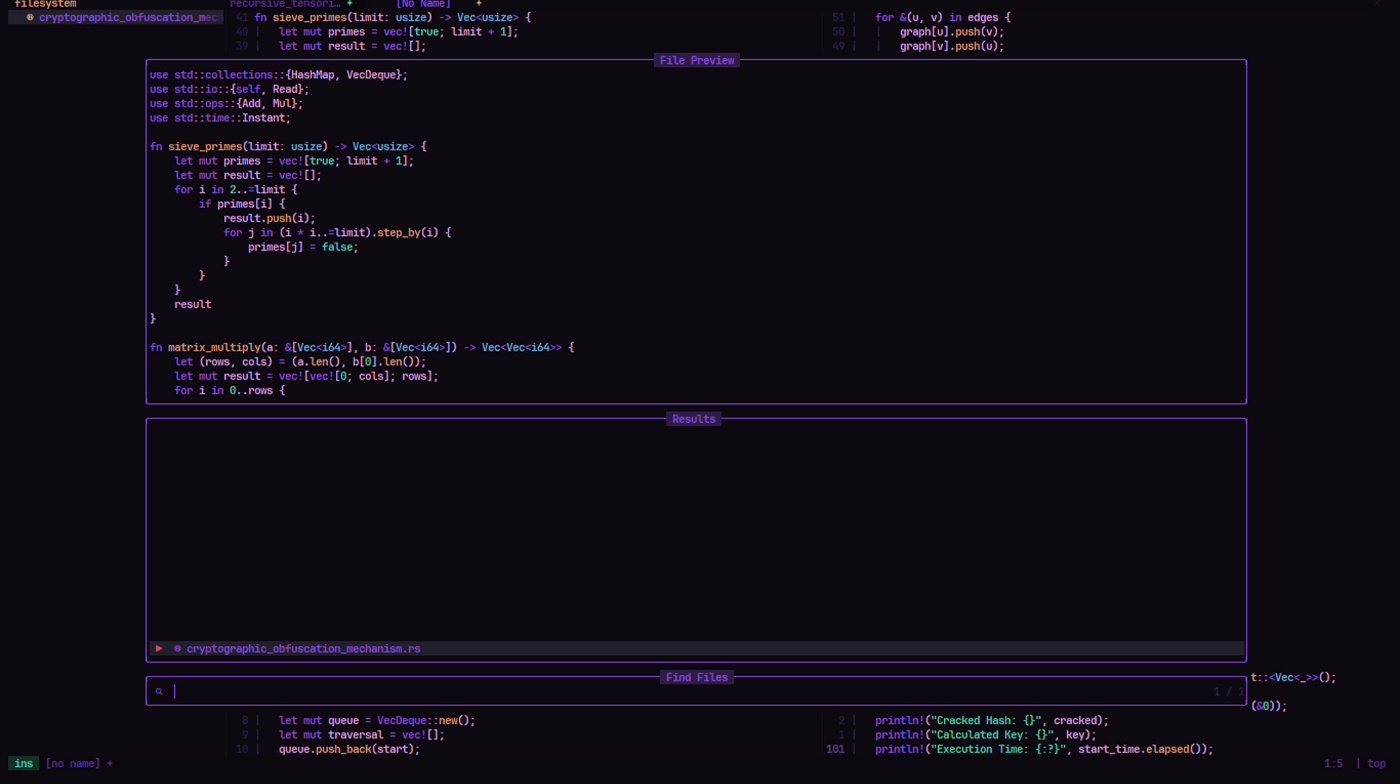 filesystem
recursive_tensori… +
[No Name] +
cryptographic_obfuscation_mec
41 fn sieve_primes(limit: usize) -> Vec<usize> {
40 let mut primes = vec![true; limit + 1];
39 let mut result = vec![];
51 for &(u, v) in edges {
50 graph[u].push(v);
49 graph[v].push(u);
File Preview
use std::collections::{HashMap, VecDeque};
use std::io::{self, Read};
use std::ops::{Add, Mul};
use std::time::Instant;
fn sieve_primes(limit: usize) -> Vec<usize> {
    let mut primes = vec![true; limit + 1];
    let mut result = vec![];
    for i in 2..=limit {
        if primes[i] {
            result.push(i);
            for j in (i * i..=limit).step_by(i) {
                primes[j] = false;
            }
        }
    }
    result
}
fn matrix_multiply(a: &[Vec<i64>], b: &[Vec<i64>]) -> Vec<Vec<i64>> {
    let (rows, cols) = (a.len(), b[0].len());
    let mut result = vec![vec![0; cols]; rows];
    for i in 0..rows {
Results
cryptographic_obfuscation_mechanism.rs
Find Files
1 / 1
t::<Vec<_>>();
(&0));
8 let mut queue = VecDeque::new();
9 let mut traversal = vec![];
10 queue.push_back(start);
2 println!("Cracked Hash: {}", cracked);
1 println!("Calculated Key: {}", key);
101 println!("Execution Time: {:?}", start_time.elapsed());
ins [no name] +
1:5 | top